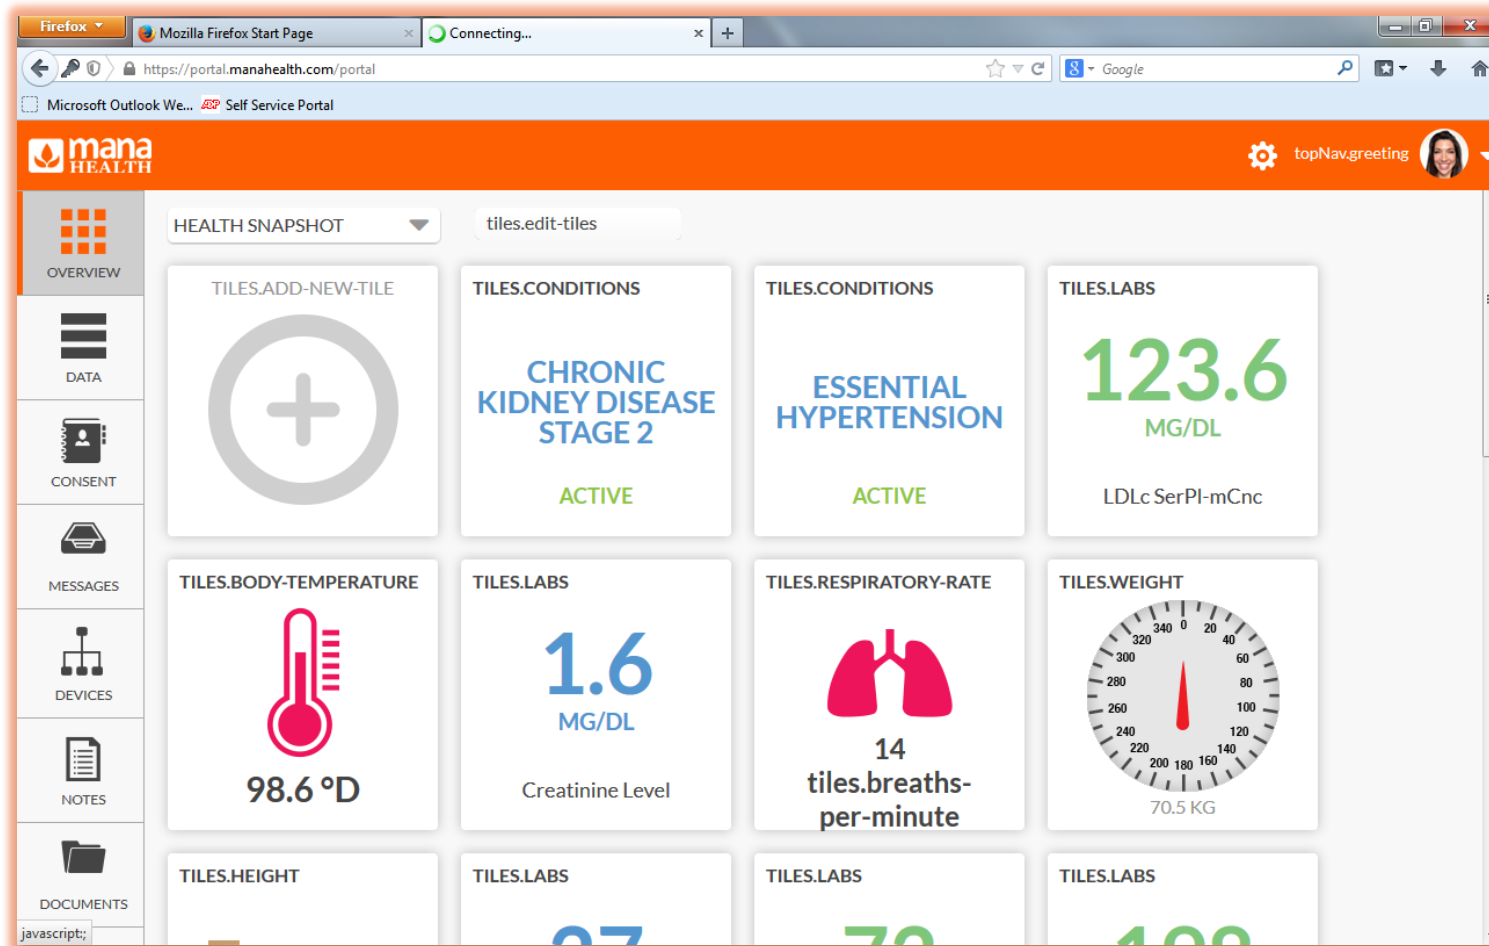 Firefox
Mozilla Firefox Start Page
Connecting...
https://portal.manahealth.com/portal
Google
Microsoft Outlook We...
ADP Self Service Portal
mana
HEALTH
topNav.greeting
OVERVIEW
DATA
CONSENT
MESSAGES
DEVICES
NOTES
DOCUMENTS
HEALTH SNAPSHOT
tiles.edit-tiles
TILES.ADD-NEW-TILE
TILES.CONDITIONS
CHRONIC
KIDNEY DISEASE
STAGE 2
ACTIVE
TILES.CONDITIONS
ESSENTIAL
HYPERTENSION
ACTIVE
TILES.LABS
123.6
MG/DL
LDLc SerPl-mCnc
TILES.BODY-TEMPERATURE
98.6 °D
TILES.LABS
1.6
MG/DL
Creatinine Level
TILES.RESPIRATORY-RATE
14
tiles.breaths-
per-minute
TILES.WEIGHT
0 20 40 60 80 100 120 140 160 180 200 220 240 260 280 300 320 340
70.5 KG
TILES.HEIGHT
TILES.LABS
TILES.LABS
TILES.LABS
javascript:;